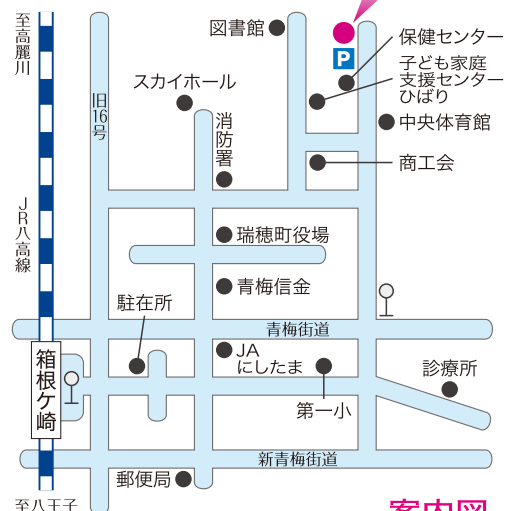 至高麗川
図書館
P
保健センター
子ども家庭
支援センター
ひばり
スカイホール
旧16号
消防署
中央体育館
商工会
JR八高線
瑞穂町役場
青梅信金
駐在所
青梅街道
箱根ケ崎
JA
にしたま
第一小
診療所
新青梅街道
郵便局
至八王子
案内図